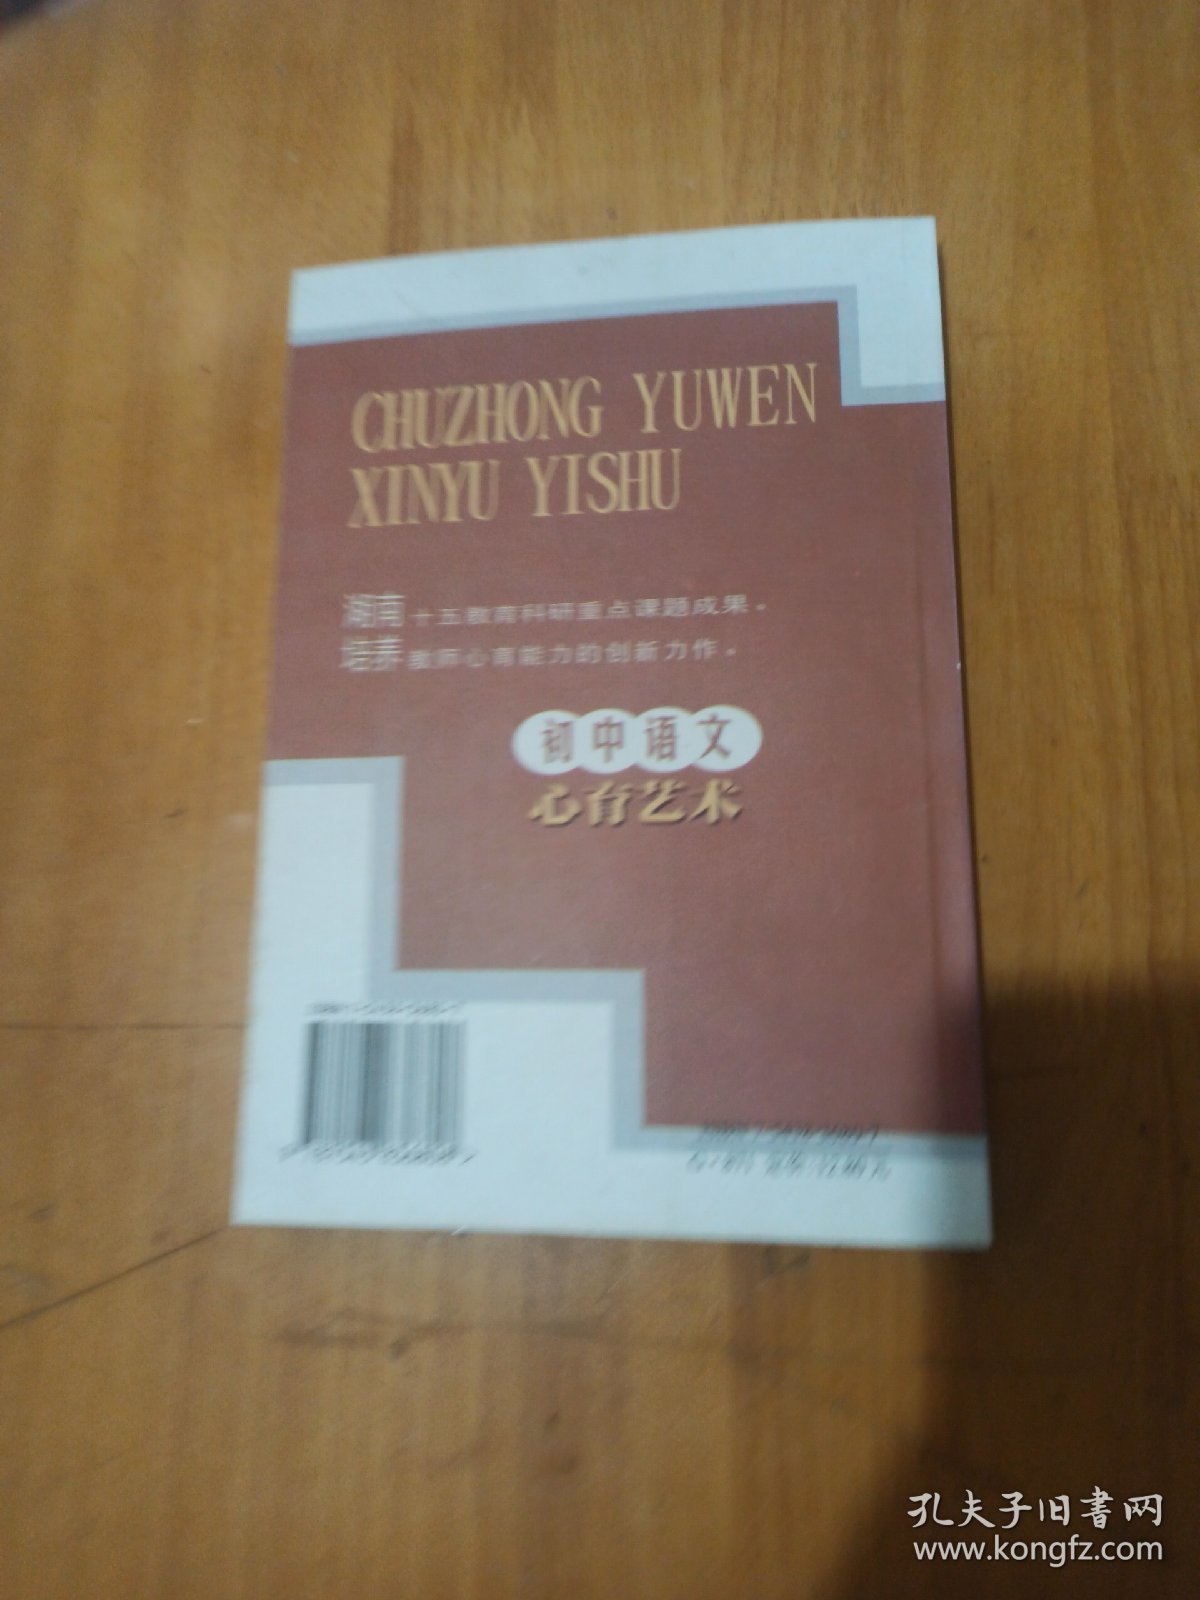 CHUZHONG YUWEN
XINYU YISHU
湖南十五教育科研重点课题成果。
培养教师心育能力的创新力作。
初中语文
心育艺术
孔夫子旧书网
www.kongfz.com